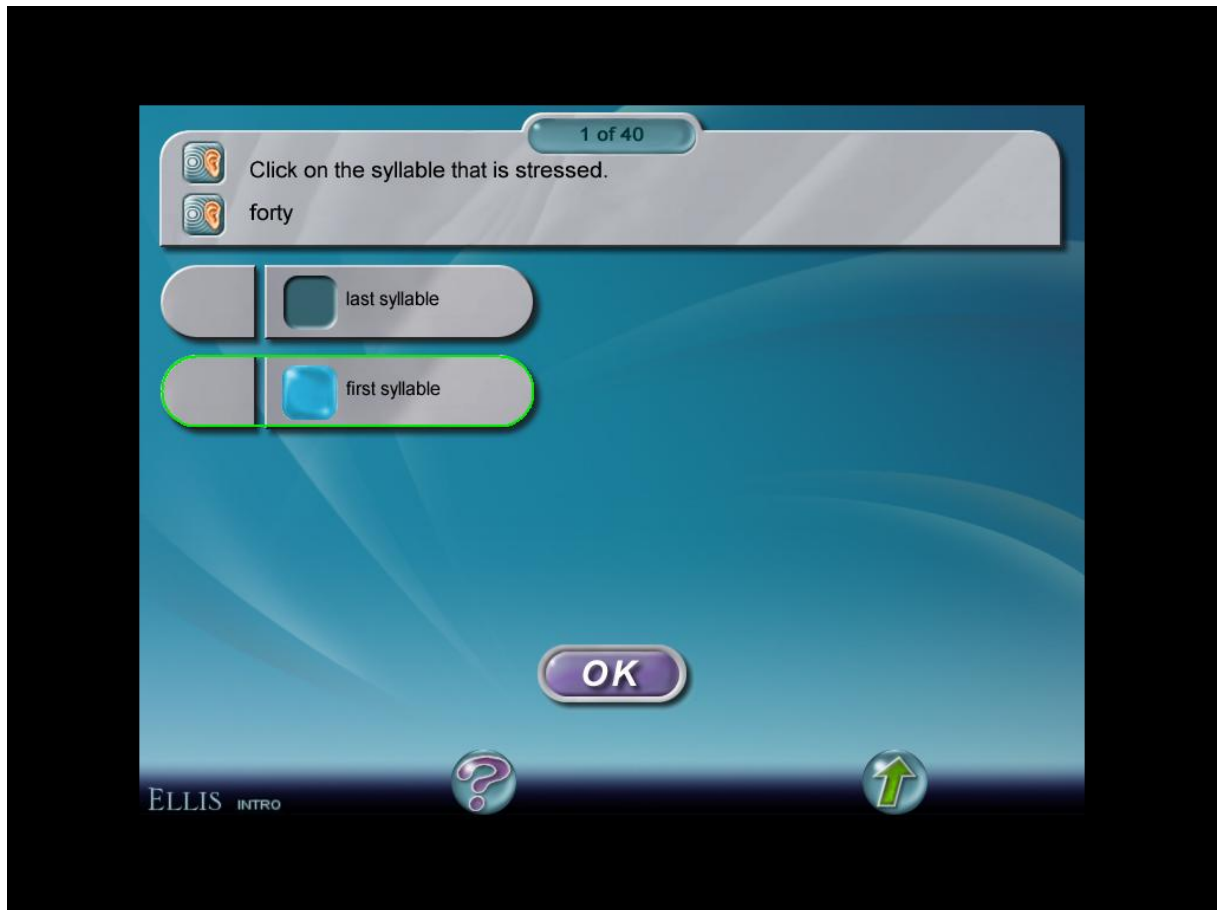 1 of 40
Click on the syllable that is stressed.
forty
last syllable
first syllable
OK
ELLIS INTRO